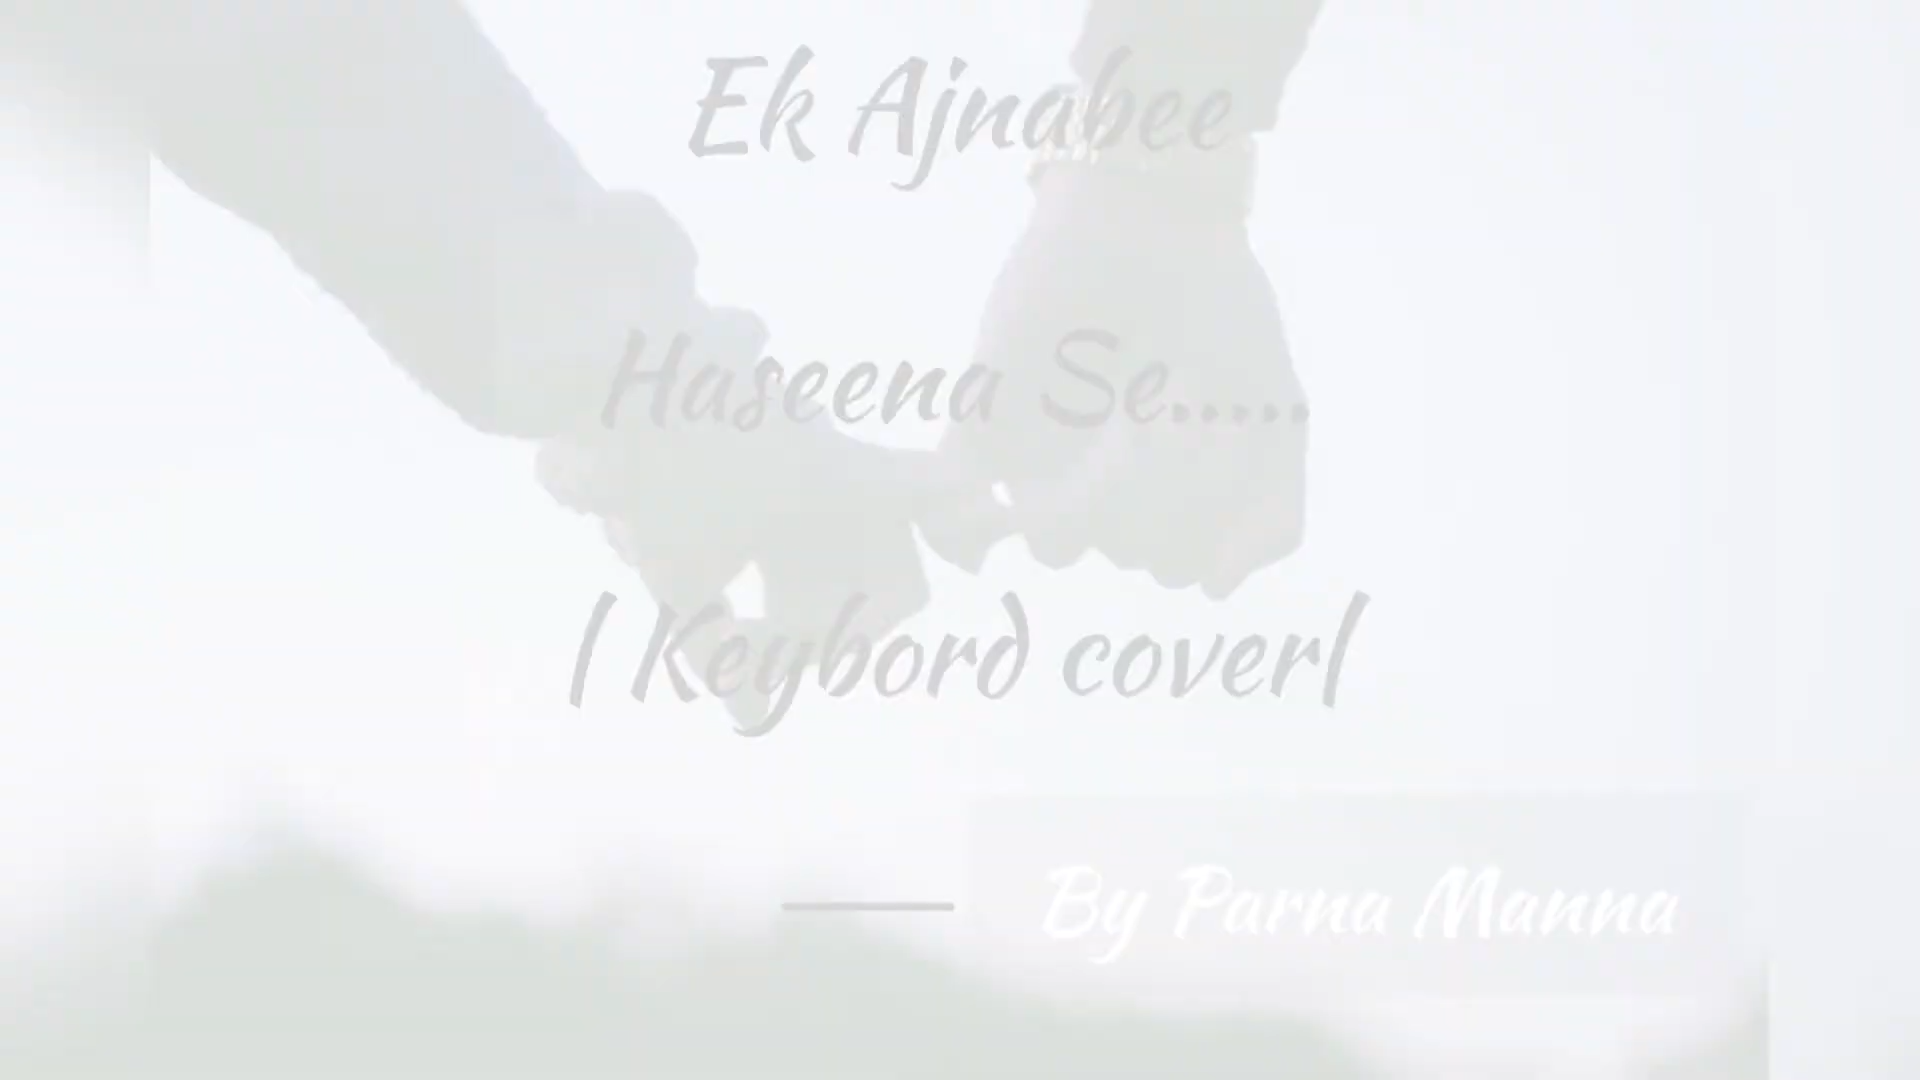 Ek Ajnabee
Haseena Se.....
| Keybord cover|
By Parna Manna